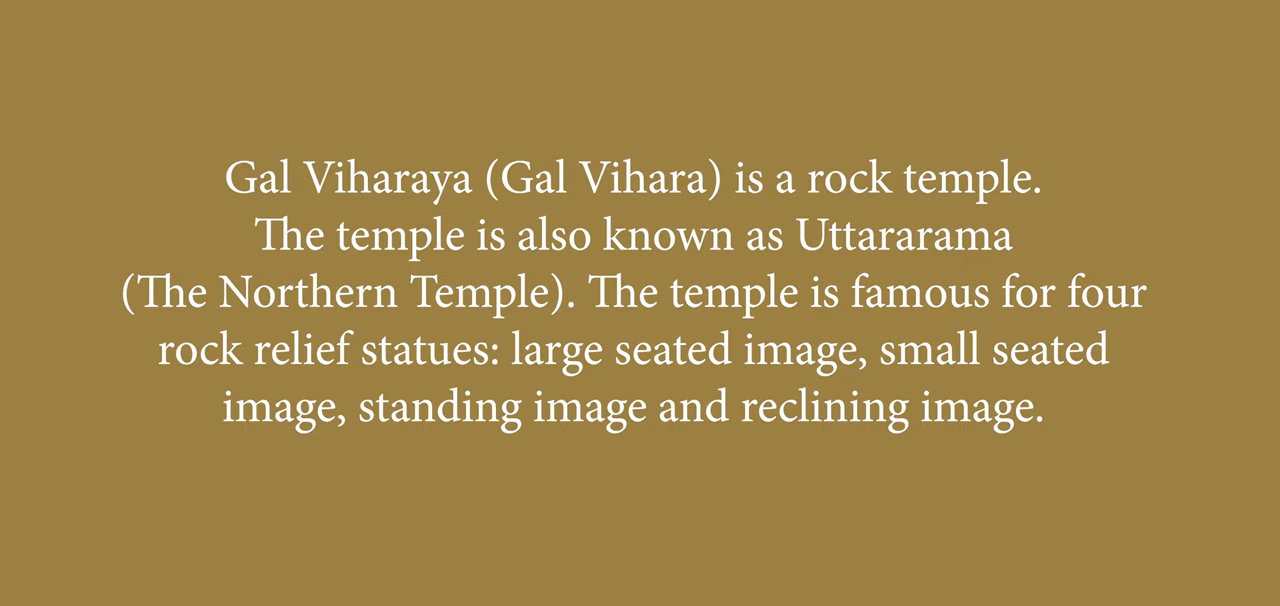 Gal Viharaya (Gal Vihara) is a rock temple.
The temple is also known as Uttararama
(The Northern Temple). The temple is famous for four
rock relief statues: large seated image, small seated
image, standing image and reclining image.